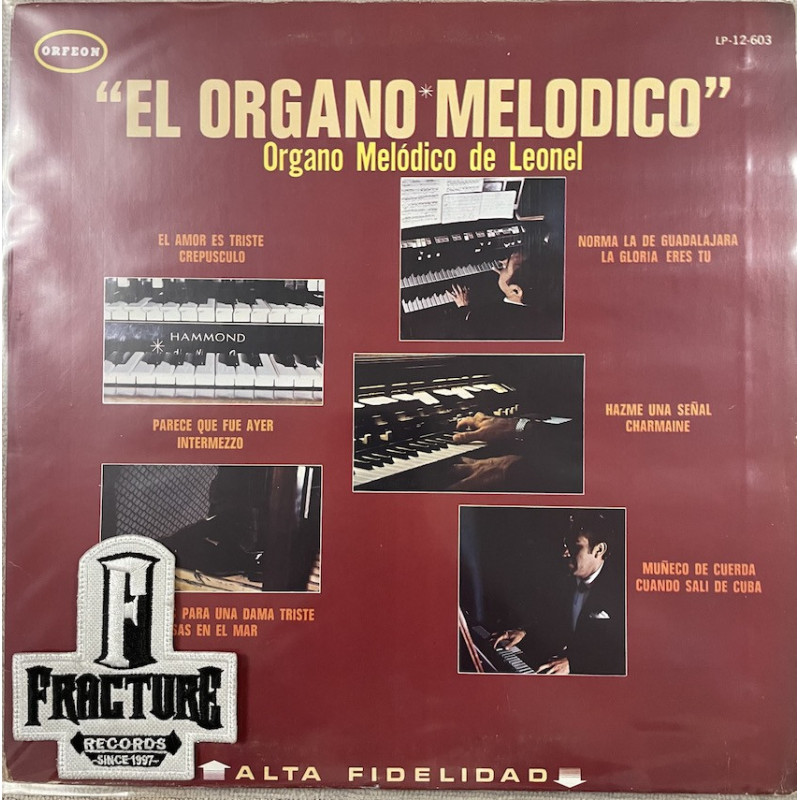 ORFEON
LP-12-603
"EL ORGANO*MELODICO"
Organo Melódico de Leonel
EL AMOR ES TRISTE
CREPUSCULO
NORMA LA DE GUADALAJARA
LA GLORIA ERES TU
HAMMOND
PARECE QUE FUE AYER
INTERMEZZO
HAZME UNA SEÑAL
CHARMAINE
MUÑECO DE CUERDA
CUANDO SALI DE CUBA
PARA UNA DAMA TRISTE
EN EL MAR
F
FRACTURE
RECORDS
~SINCE 1997~
ALTA FIDELIDAD